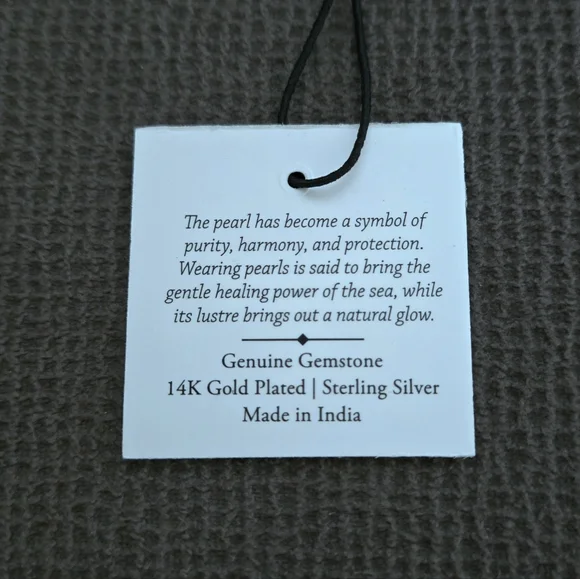 The pearl has become a symbol of
purity, harmony, and protection.
Wearing pearls is said to bring the
gentle healing power of the sea, while
its lustre brings out a natural glow.
Genuine Gemstone
14K Gold Plated | Sterling Silver
Made in India